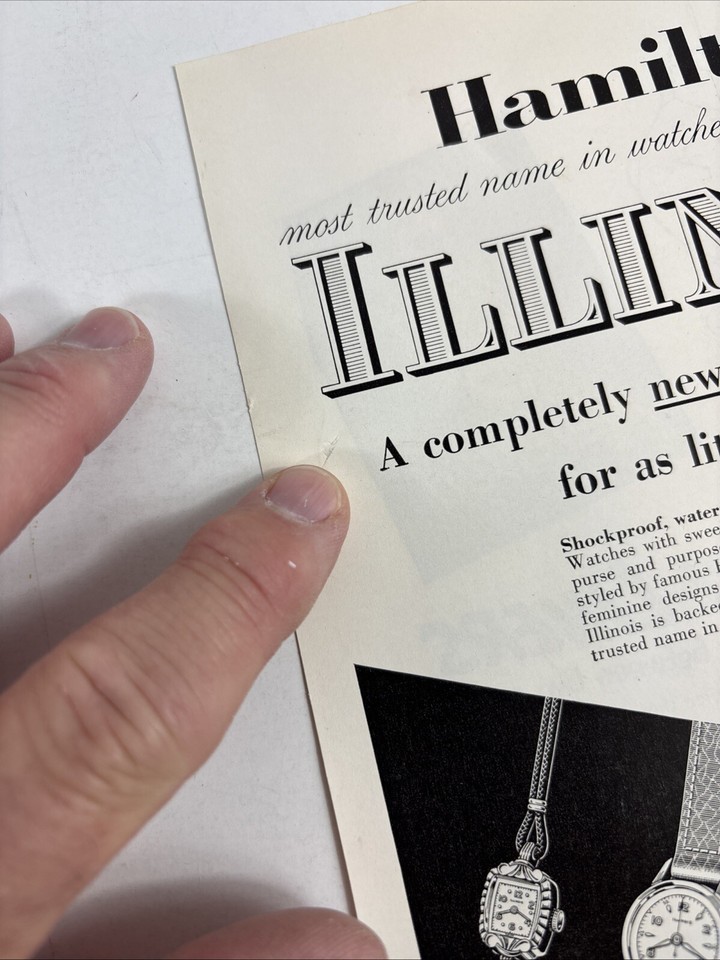 Hamilt
most trusted name in watche
ILLIN
A completely new
for as lit
Shockproof, water
Watches with swee
purse and purpos
styled by famous
feminine designs
Illinois is backe
trusted name in